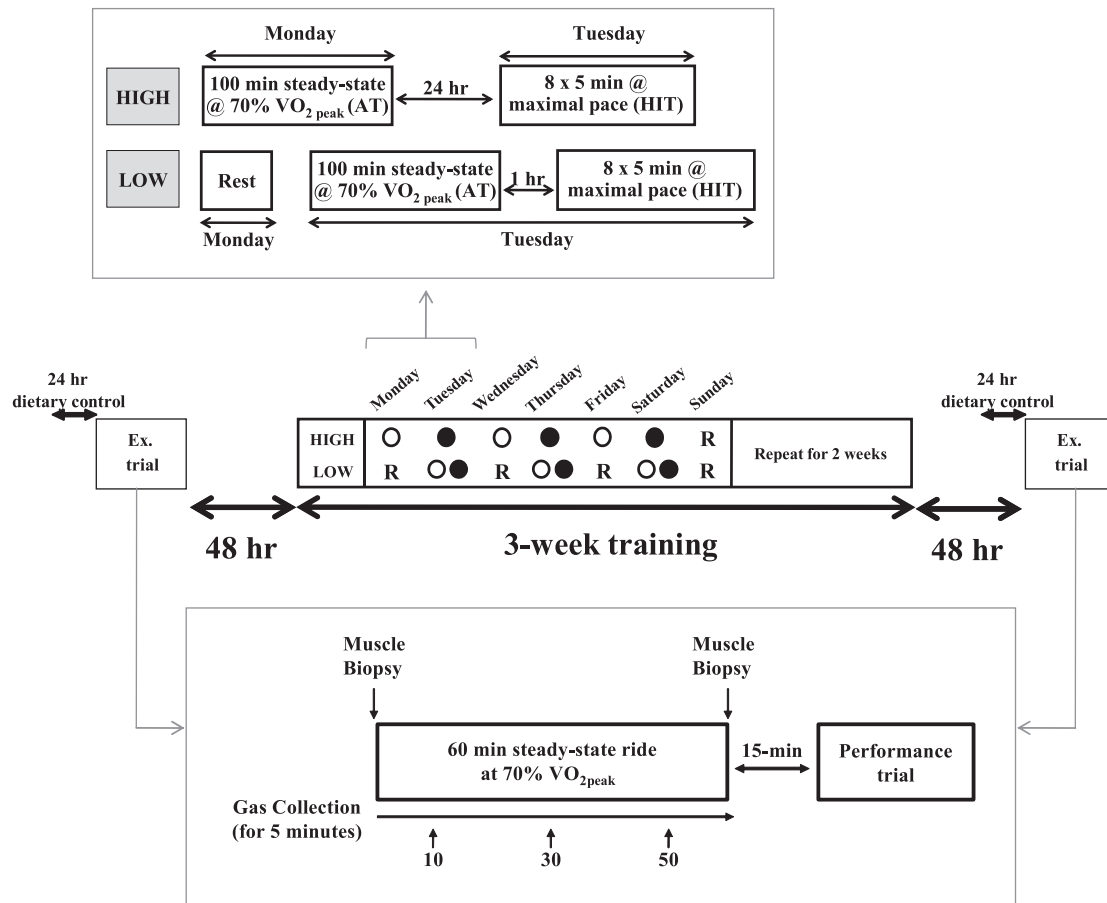 Monday
Tuesday
HIGH
100 min steady-state
@ 70% VO2 peak (AT)
24 hr
8 x 5 min @
maximal pace (HIT)
LOW
Rest
100 min steady-state
@ 70% VO2 peak (AT)
1 hr
8 x 5 min @
maximal pace (HIT)
Monday
Tuesday
24 hr
dietary control
Monday
Tuesday
Wednesday
Thursday
Friday
Saturday
Sunday
24 hr
dietary control
Ex.
trial
HIGH
R
LOW
R
R
R
R
Repeat for 2 weeks
Ex.
trial
48 hr
3-week training
48 hr
Muscle
Biopsy
Muscle
Biopsy
60 min steady-state ride
at 70% VO2peak
15-min
Performance
trial
Gas Collection
(for 5 minutes)
10
30
50